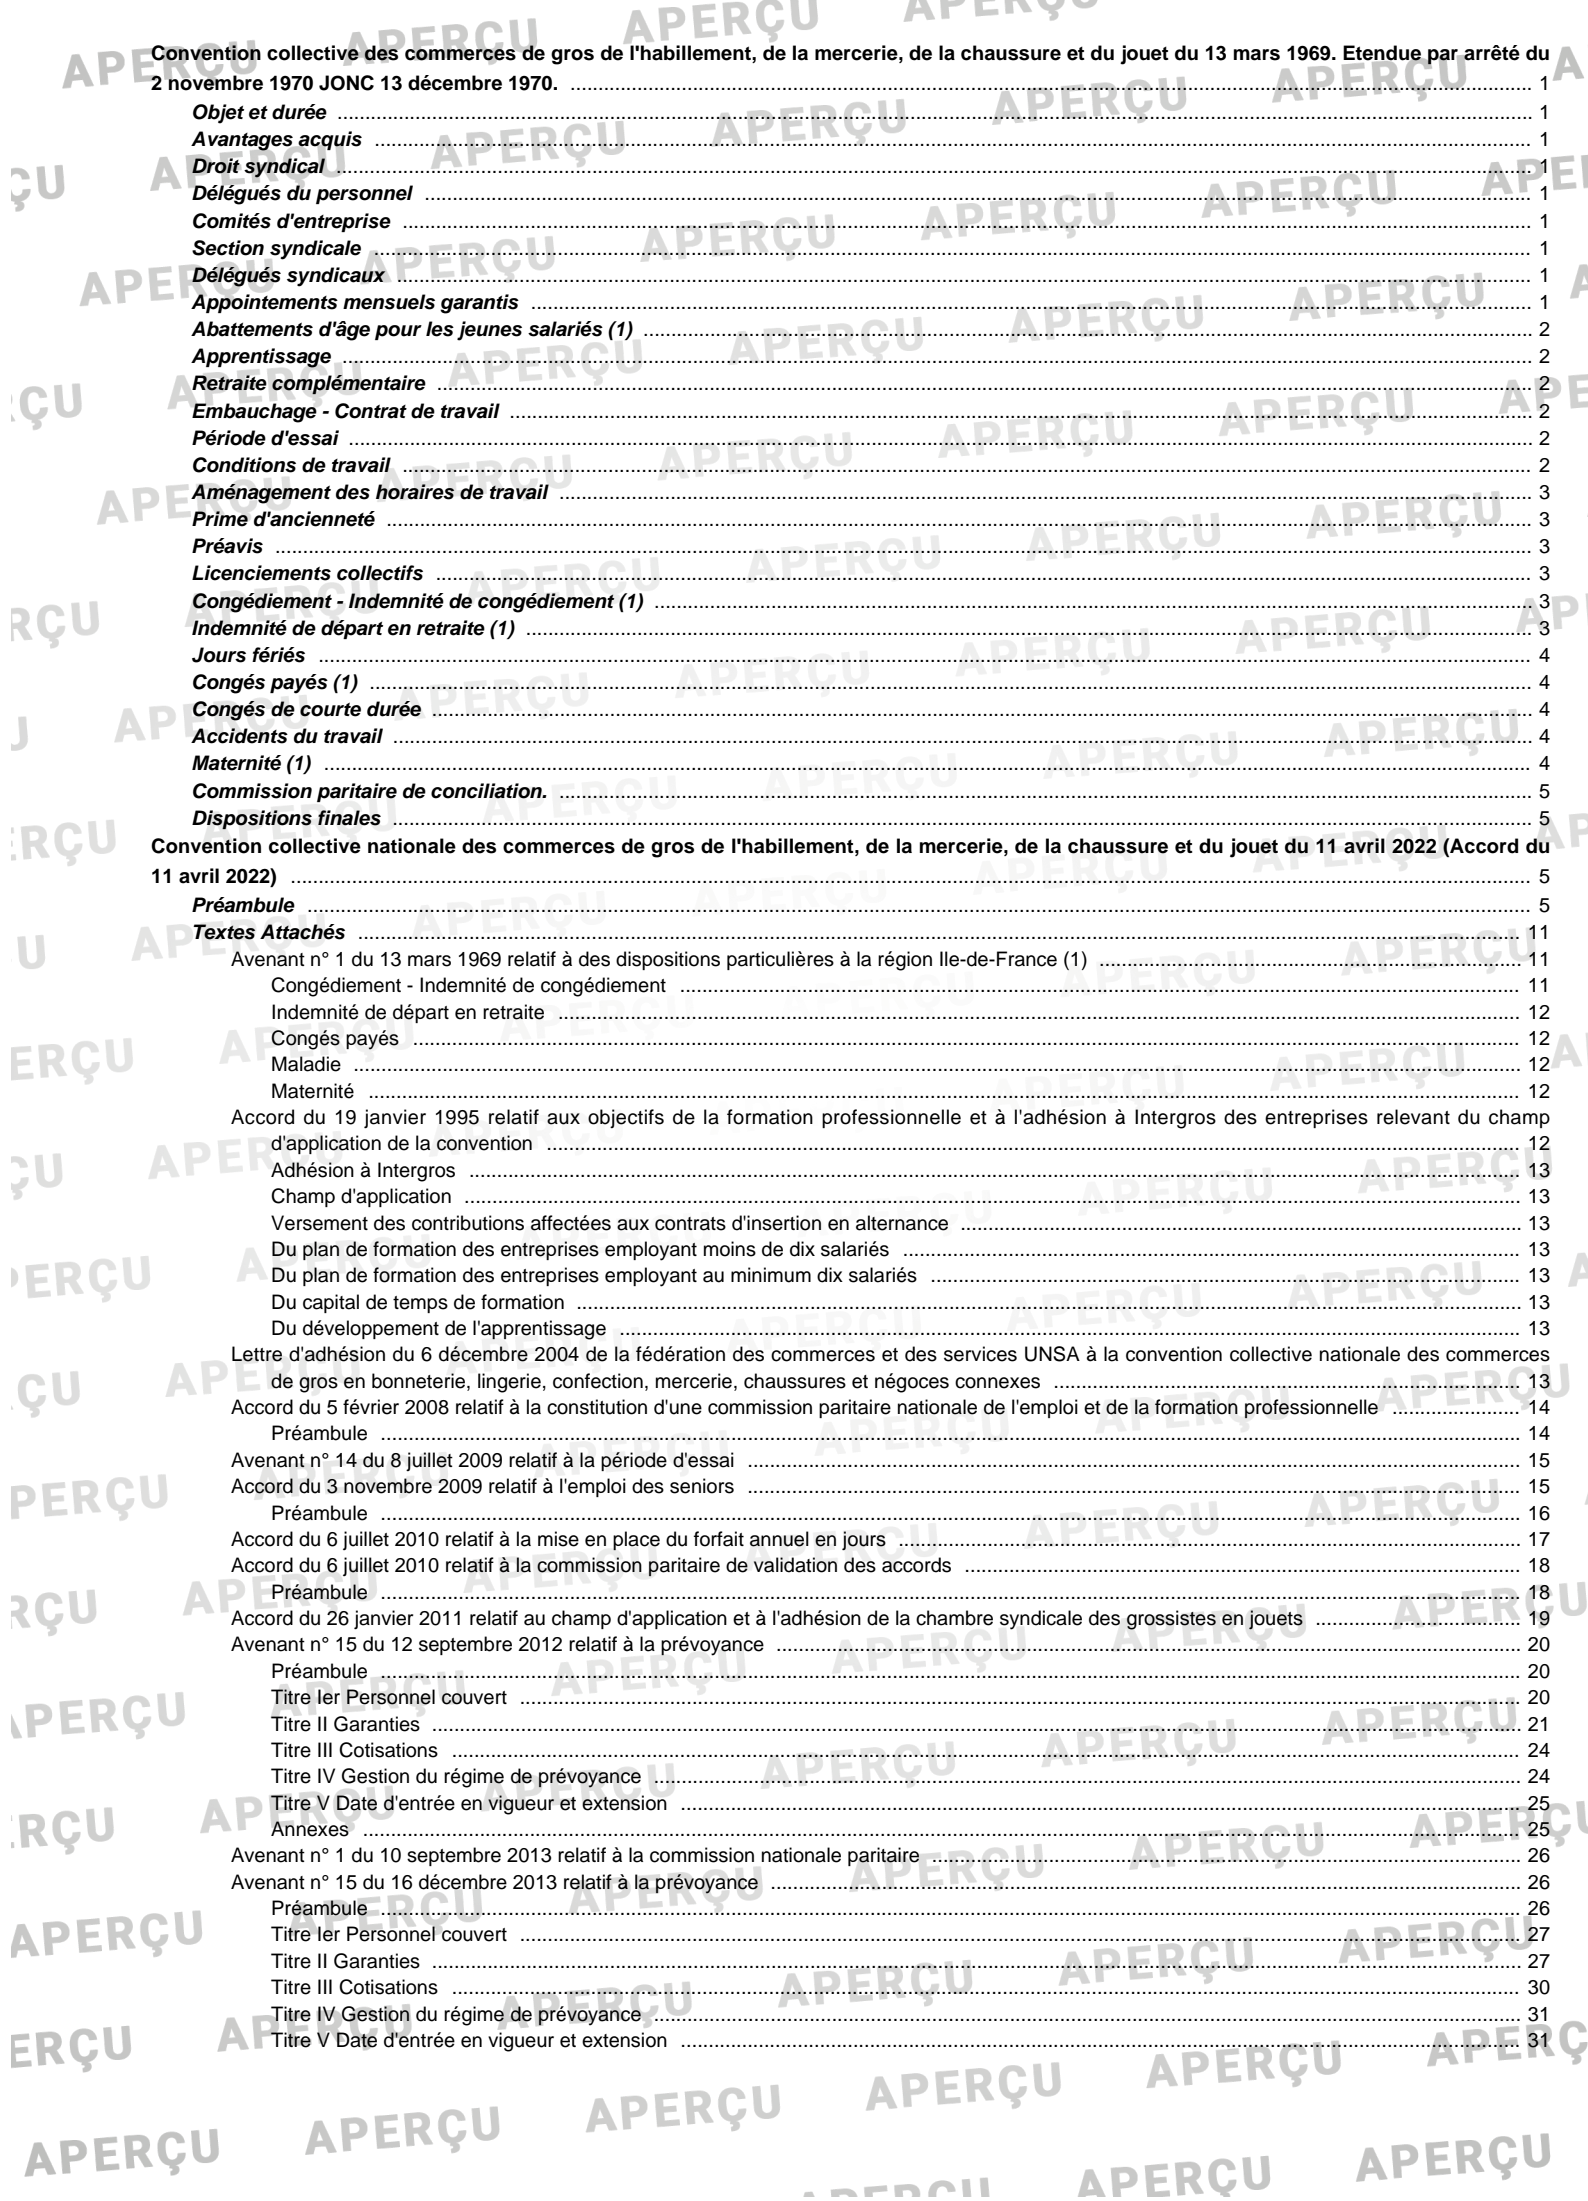 Convention collective des commerces de gros de l'habillement, de la mercerie, de la chaussure et du jouet du 13 mars 1969. Etendue par arrêté du
2 novembre 1970 JONC 13 décembre 1970. 1
Objet et durée 1
Avantages acquis 1
Droit syndical 1
Délégués du personnel 1
Comités d'entreprise 1
Section syndicale 1
Délégués syndicaux 1
Appointements mensuels garantis 1
Abattements d'âge pour les jeunes salariés (1) 2
Apprentissage 2
Retraite complémentaire 2
Embauchage - Contrat de travail 2
Période d'essai 2
Conditions de travail 2
Aménagement des horaires de travail 3
Prime d'ancienneté 3
Préavis 3
Licenciements collectifs 3
Congédiement - Indemnité de congédiement (1) 3
Indemnité de départ en retraite (1) 3
Jours fériés 4
Congés payés (1) 4
Congés de courte durée 4
Accidents du travail 4
Maternité (1) 4
Commission paritaire de conciliation. 5
Dispositions finales 5
Convention collective nationale des commerces de gros de l'habillement, de la mercerie, de la chaussure et du jouet du 11 avril 2022 (Accord du
11 avril 2022) 5
Préambule 5
Textes Attachés 11
Avenant n° 1 du 13 mars 1969 relatif à des dispositions particulières à la région Ile-de-France (1) 11
Congédiement - Indemnité de congédiement 11
Indemnité de départ en retraite 12
Congés payés 12
Maladie 12
Maternité 12
Accord du 19 janvier 1995 relatif aux objectifs de la formation professionnelle et à l'adhésion à Intergros des entreprises relevant du champ
d'application de la convention 12
Adhésion à Intergros 13
Champ d'application 13
Versement des contributions affectées aux contrats d'insertion en alternance 13
Du plan de formation des entreprises employant moins de dix salariés 13
Du plan de formation des entreprises employant au minimum dix salariés 13
Du capital de temps de formation 13
Du développement de l'apprentissage 13
Lettre d'adhésion du 6 décembre 2004 de la fédération des commerces et des services UNSA à la convention collective nationale des commerces
de gros en bonneterie, lingerie, confection, mercerie, chaussures et négoces connexes 13
Accord du 5 février 2008 relatif à la constitution d'une commission paritaire nationale de l'emploi et de la formation professionnelle 14
Préambule 14
Avenant n° 14 du 8 juillet 2009 relatif à la période d'essai 15
Accord du 3 novembre 2009 relatif à l'emploi des seniors 15
Préambule 16
Accord du 6 juillet 2010 relatif à la mise en place du forfait annuel en jours 17
Accord du 6 juillet 2010 relatif à la commission paritaire de validation des accords 18
Préambule 18
Accord du 26 janvier 2011 relatif au champ d'application et à l'adhésion de la chambre syndicale des grossistes en jouets 19
Avenant n° 15 du 12 septembre 2012 relatif à la prévoyance 20
Préambule 20
Titre Ier Personnel couvert 20
Titre II Garanties 21
Titre III Cotisations 24
Titre IV Gestion du régime de prévoyance 24
Titre V Date d'entrée en vigueur et extension 25
Annexes 25
Avenant n° 1 du 10 septembre 2013 relatif à la commission nationale paritaire 26
Avenant n° 15 du 16 décembre 2013 relatif à la prévoyance 26
Préambule 26
Titre Ier Personnel couvert 27
Titre II Garanties 27
Titre III Cotisations 30
Titre IV Gestion du régime de prévoyance 31
Titre V Date d'entrée en vigueur et extension 31
APERÇU